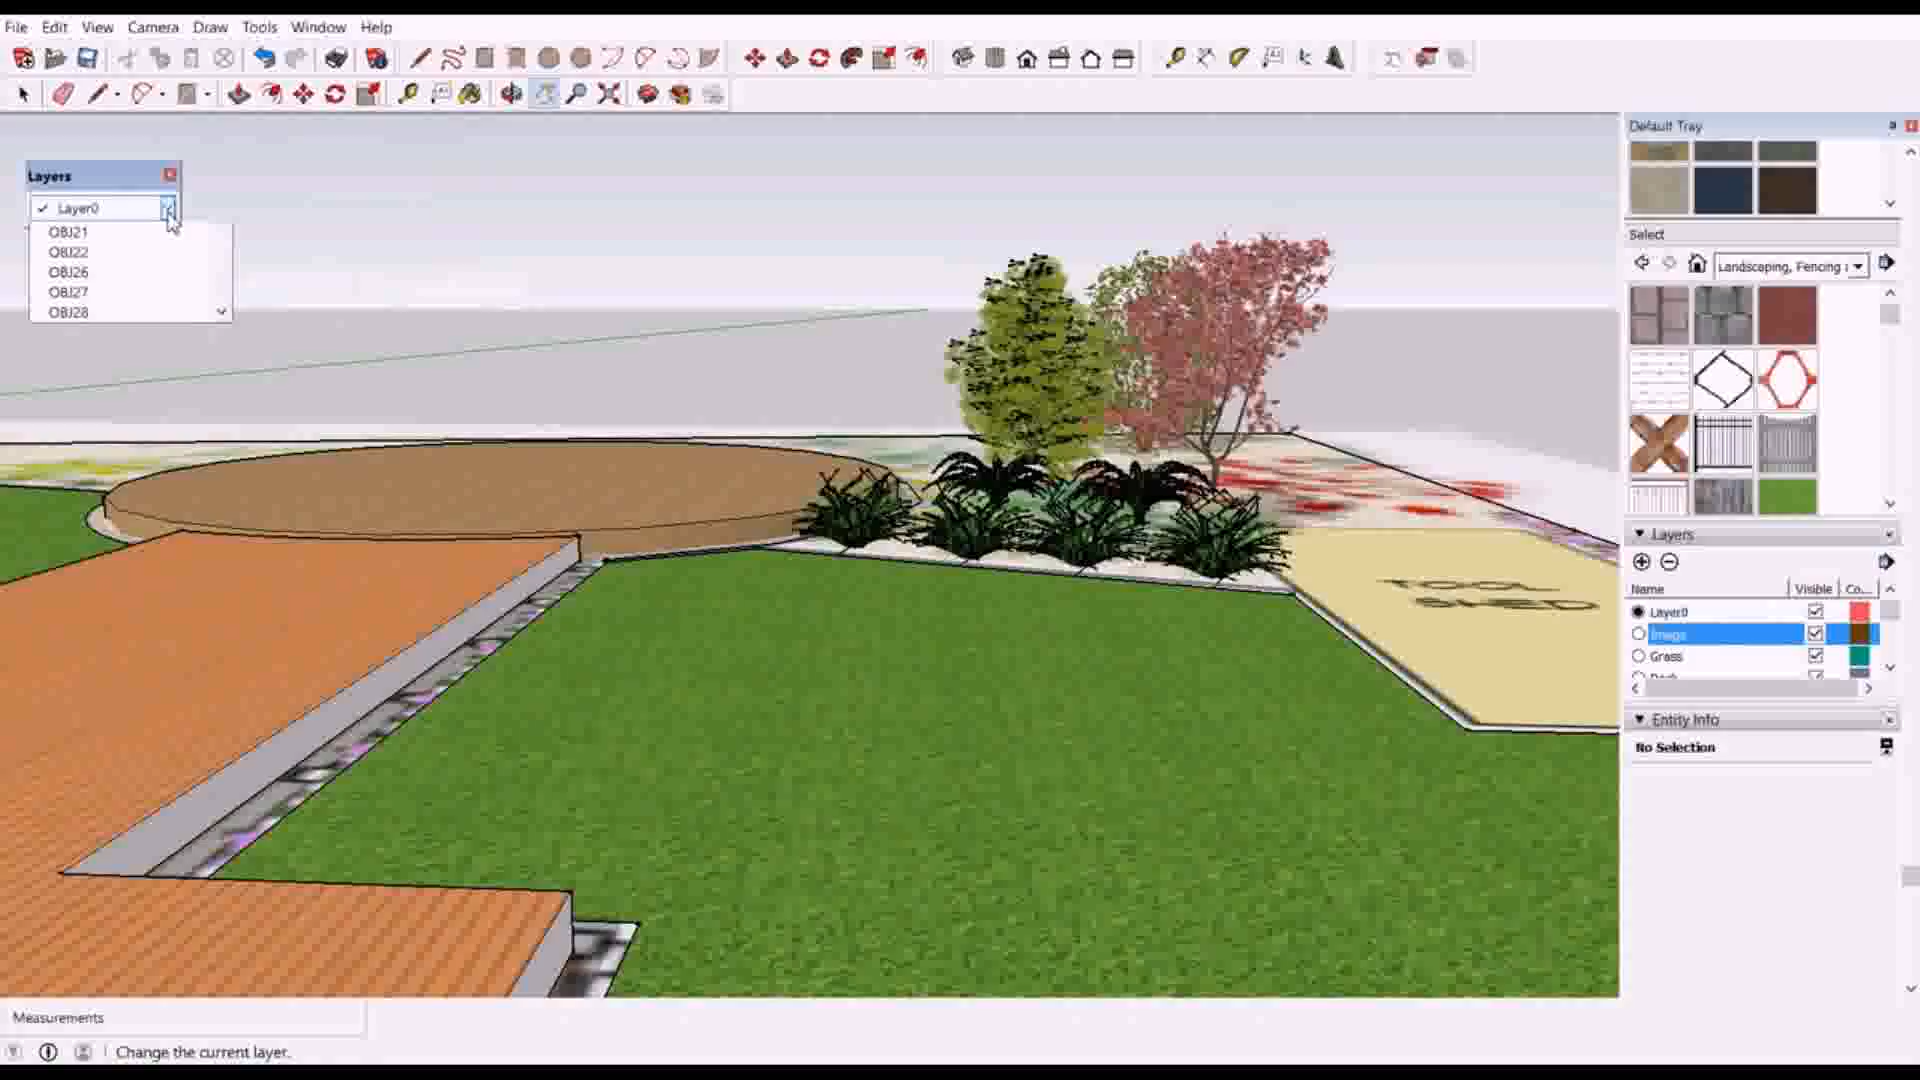 File Edit View Camera Draw Tools Window Help
Default Tray
Layers
Layer0
OBJ21
OBJ22
OBJ26
OBJ27
OBJ28
Select
Landscaping, Fencing
Layers
Name Visible Co...
Layer0
Image
Grass
TOOL
SHED
Entity Info
No Selection
Measurements
Change the current layer.